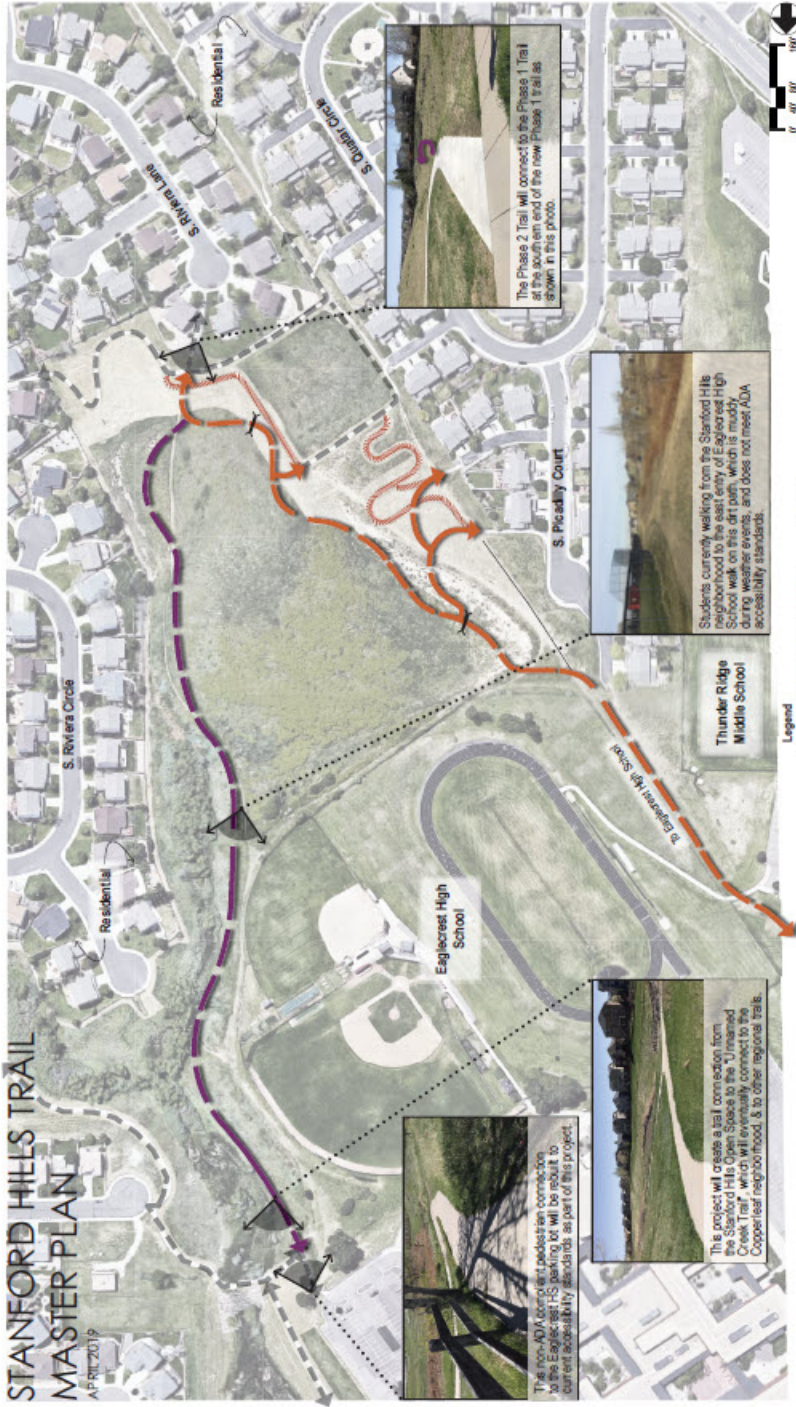 STANFORD HILLS TRAIL
MASTER PLAN
APRIL 2019
Residential
S. Riviera Circle
S. Riviera Lane
Residential
S. Quatar Circle
Eaglecrest High
School
To Eaglecrest High School
S. Picadilly Court
Thunder Ridge
Middle School
This non-ADA compliant pedestrian connection
to the Eaglecrest HS parking lot will be rebuilt to
current accessibility standards as part of this project.
This project will create a trail connection from
the Stanford Hills Open Space to the "Unnamed
Creek Trail", which will eventually connect to the
Copperleaf neignborhood, & to other regional trails.
Students currently walking from the Stanford Hills
neighborhood to the east entry of Eaglecrest High
School walk on this dirt path, which is muddy
during weather events, and does not meet ADA
accessibility standards.
The Phase 2 Trail will connect to the Phase 1 Trail
at the southern end of the new Phase 1 trail as
shown in this photo.
Legend
0' 40' 80' 160'